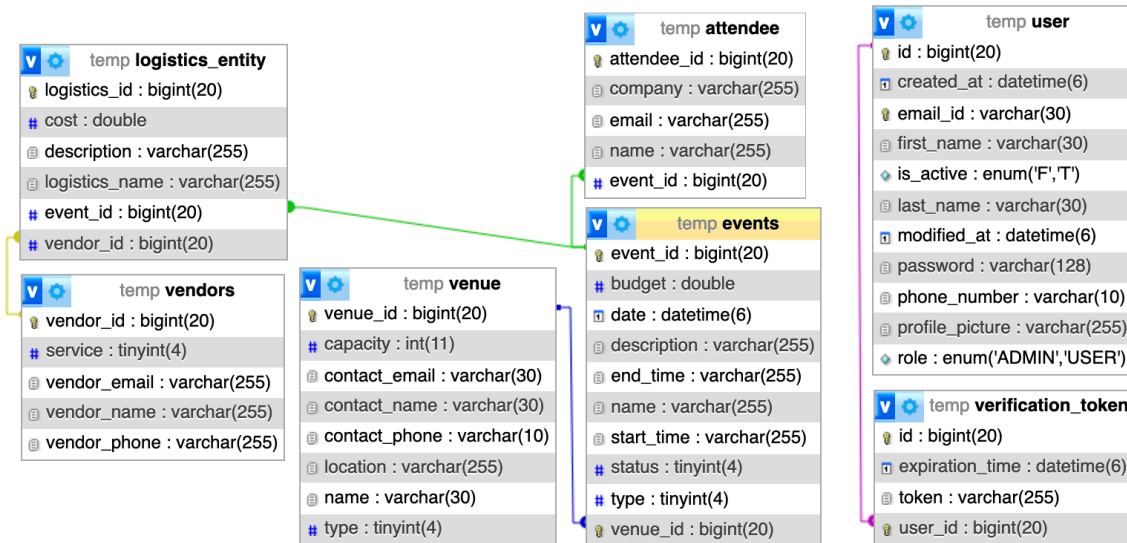 v temp logistics_entity
logistics_id : bigint(20)
# cost : double
description : varchar(255)
logistics_name : varchar(255)
# event_id : bigint(20)
# vendor_id : bigint(20)
v temp vendors
vendor_id : bigint(20)
# service : tinyint(4)
vendor_email : varchar(255)
vendor_name : varchar(255)
vendor_phone : varchar(255)
v temp venue
venue_id : bigint(20)
# capacity : int(11)
contact_email : varchar(30)
contact_name : varchar(30)
contact_phone : varchar(10)
location : varchar(255)
name : varchar(30)
# type : tinyint(4)
v temp attendee
attendee_id : bigint(20)
company : varchar(255)
email : varchar(255)
name : varchar(255)
# event_id : bigint(20)
v temp events
event_id : bigint(20)
# budget : double
1 date : datetime(6)
description : varchar(255)
end_time : varchar(255)
name : varchar(255)
start_time : varchar(255)
# status : tinyint(4)
# type : tinyint(4)
venue_id : bigint(20)
v temp user
id : bigint(20)
1 created_at : datetime(6)
email_id : varchar(30)
first_name : varchar(30)
is_active : enum('F','T')
last_name : varchar(30)
1 modified_at : datetime(6)
password : varchar(128)
phone_number : varchar(10)
profile_picture : varchar(255)
role : enum('ADMIN','USER')
v temp verification_token
id : bigint(20)
1 expiration_time : datetime(6)
token : varchar(255)
user_id : bigint(20)